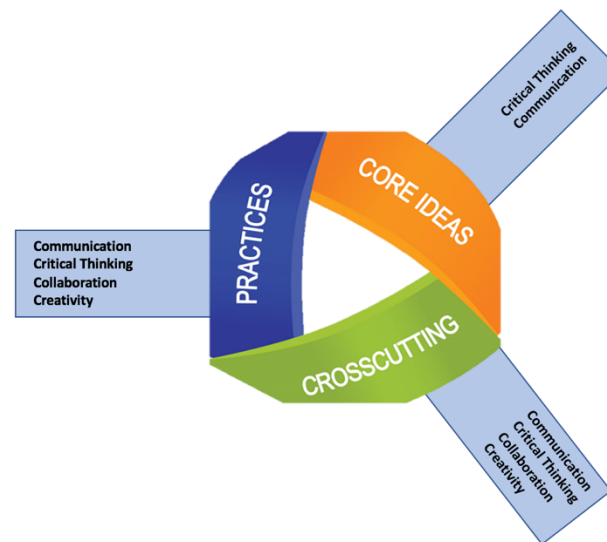 Critical Thinking
Communication
CORE IDEAS
PRACTICES
Communication
Critical Thinking
Collaboration
Creativity
CROSSCUTTING
Communication
Critical Thinking
Collaboration
Creativity